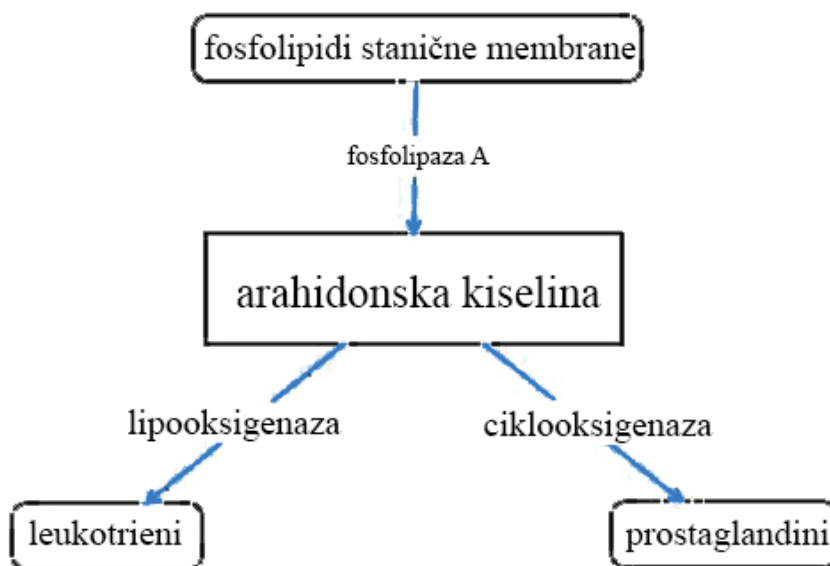 fosfolipidi stanične membrane
fosfolipaza A
arahidonska kiselina
lipooksigenaza
ciklooksigenaza
leukotrieni
prostaglandini